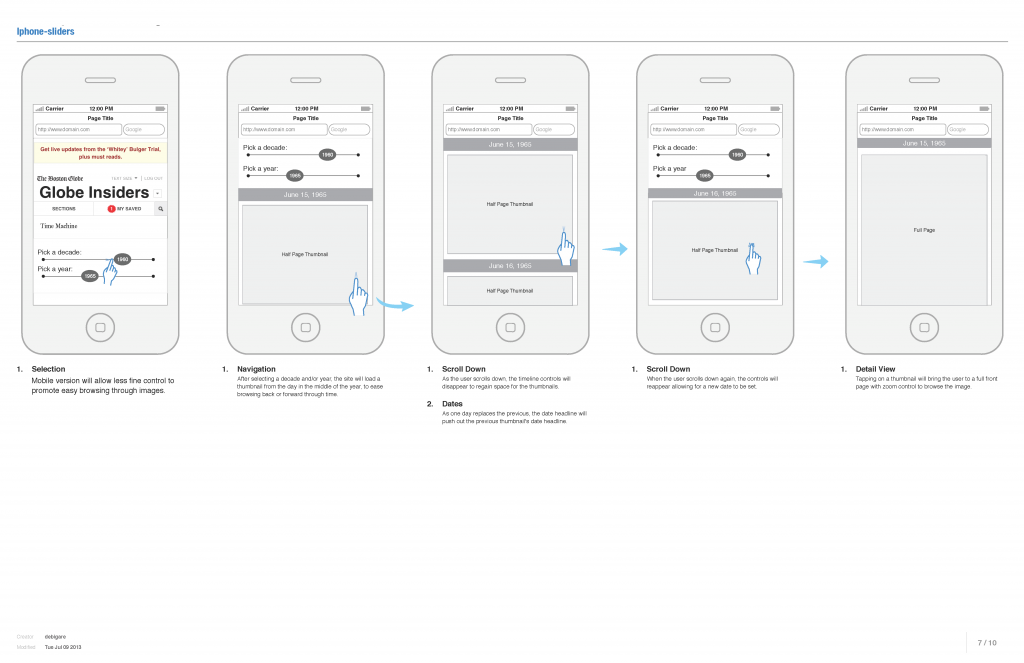 Iphone-sliders
Carrier 12:00 PM
Page Title
http://www.domain.com Google
Get live updates from the 'Whitey' Bulger Trial,
plus must reads.
The Boston Globe TEXT SIZE | LOG OUT
Globe Insiders
SECTIONS 1 MY SAVED
Time Machine
Pick a decade:
1960
Pick a year:
1965
1. Selection
Mobile version will allow less fine control to
promote easy browsing through images.
Carrier 12:00 PM
Page Title
http://www.domain.com Google
Pick a decade:
1960
Pick a year:
1965
June 15, 1965
Half Page Thumbnail
1. Navigation
After selecting a decade and/or year, the site will load a
thumbnail from the day in the middle of the year, to ease
browsing back or forward through time.
Carrier 12:00 PM
Page Title
http://www.domain.com Google
June 15, 1965
Half Page Thumbnail
June 16, 1965
Half Page Thumbnail
1. Scroll Down
As the user scrolls down, the timeline controls will
disappear to regain space for the thumbnails.
2. Dates
As one day replaces the previous, the date headline will
push out the previous thumbnail's date headline.
Carrier 12:00 PM
Page Title
http://www.domain.com Google
Pick a decade:
1960
Pick a year
1965
June 16, 1965
Half Page Thumbnail
1. Scroll Down
When the user scrolls down again, the controls will
reappear allowing for a new date to be set.
Carrier 12:00 PM
Page Title
http://www.domain.com Google
June 15, 1965
Full Page
1. Detail View
Tapping on a thumbnail will bring the user to a full front
page with zoom control to browse the image.
Creator debigare
Modified Tue Jul 09 2013
7 / 10